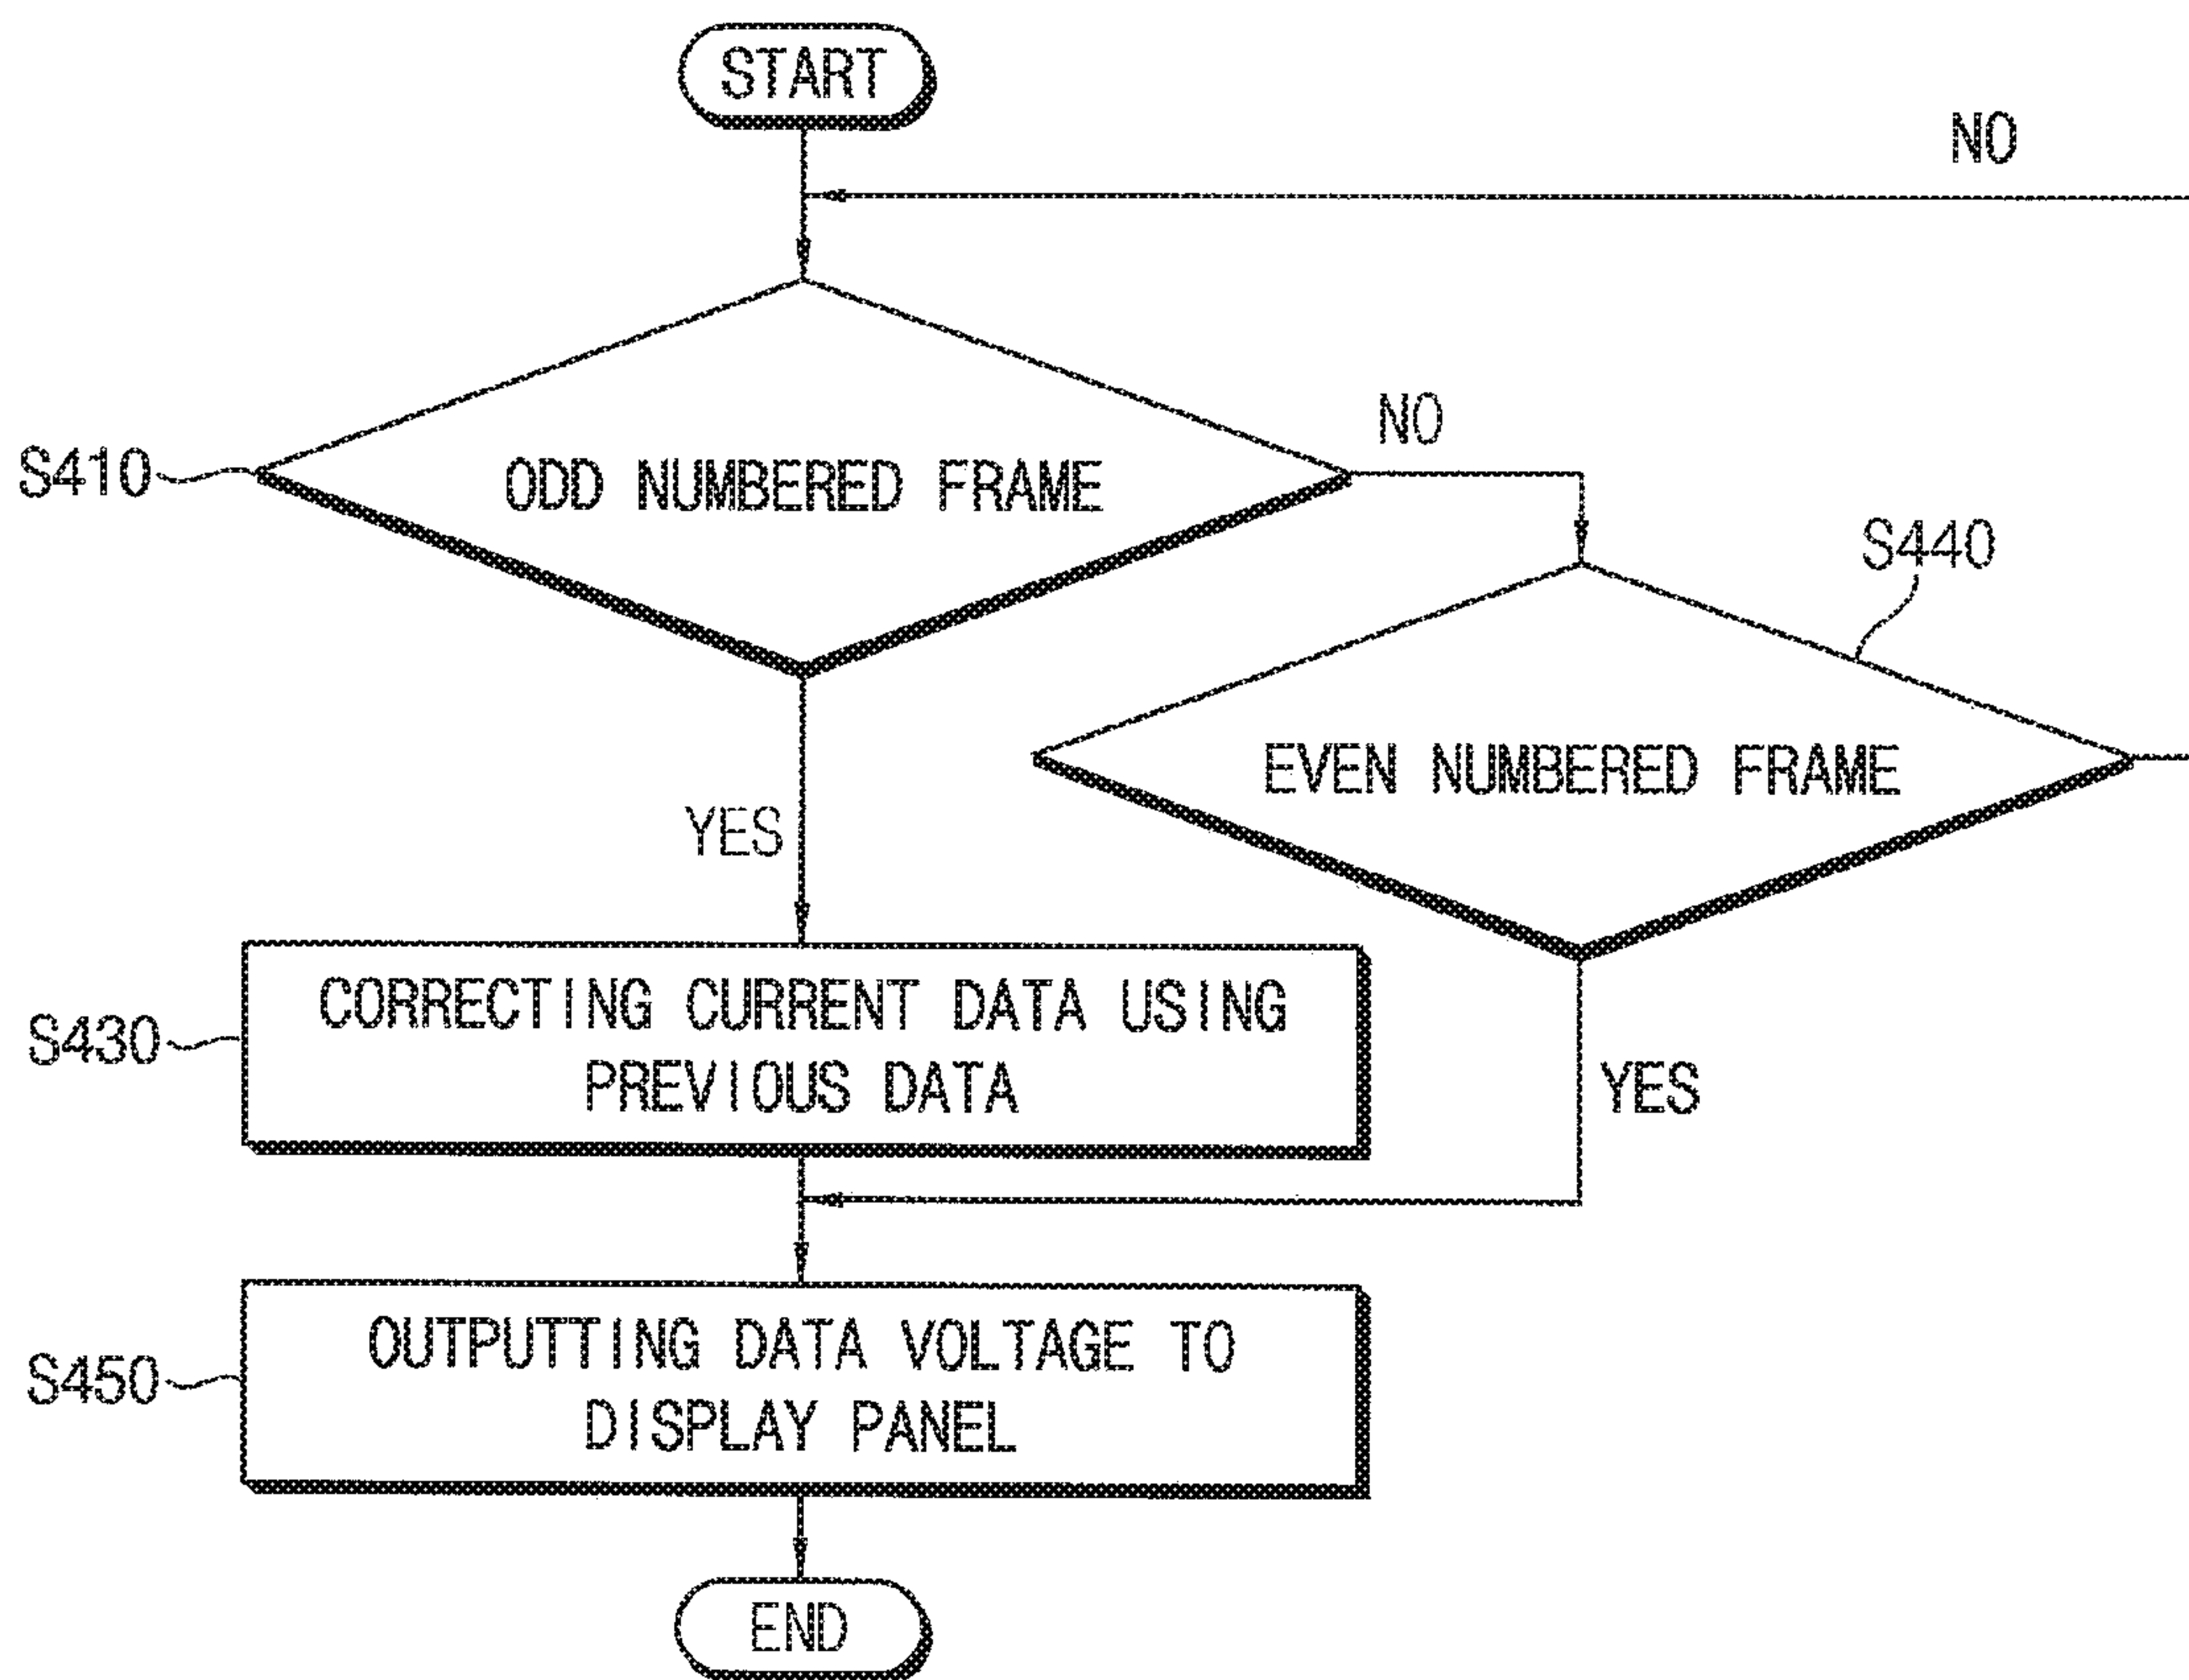 START
NO
S410
ODD NUMBERED FRAME
NO
S440
EVEN NUMBERED FRAME
YES
S430
CORRECTING CURRENT DATA USING
PREVIOUS DATA
YES
S450
OUTPUTTING DATA VOLTAGE TO
DISPLAY PANEL
END